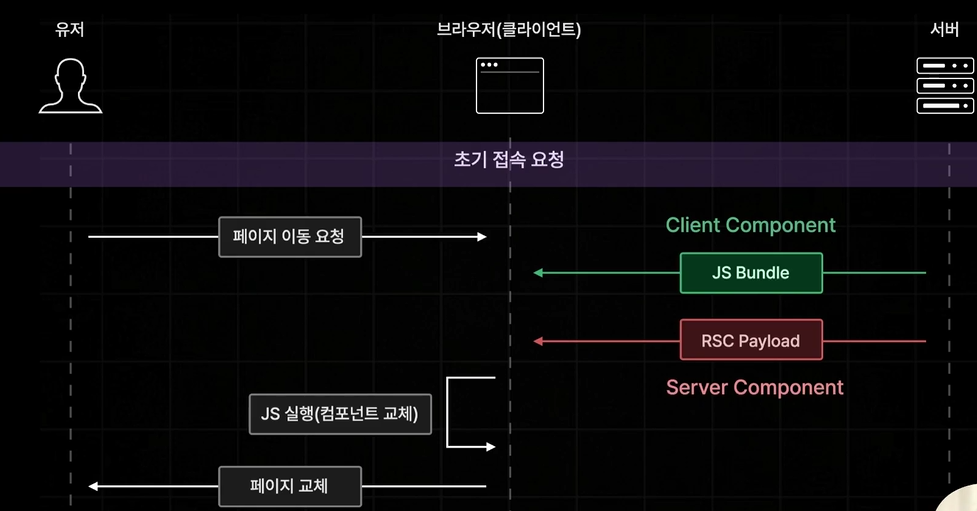 유저
브라우저(클라이언트)
서버
초기 접속 요청
페이지 이동 요청
Client Component
JS Bundle
RSC Payload
Server Component
JS 실행(컴포넌트 교체)
페이지 교체